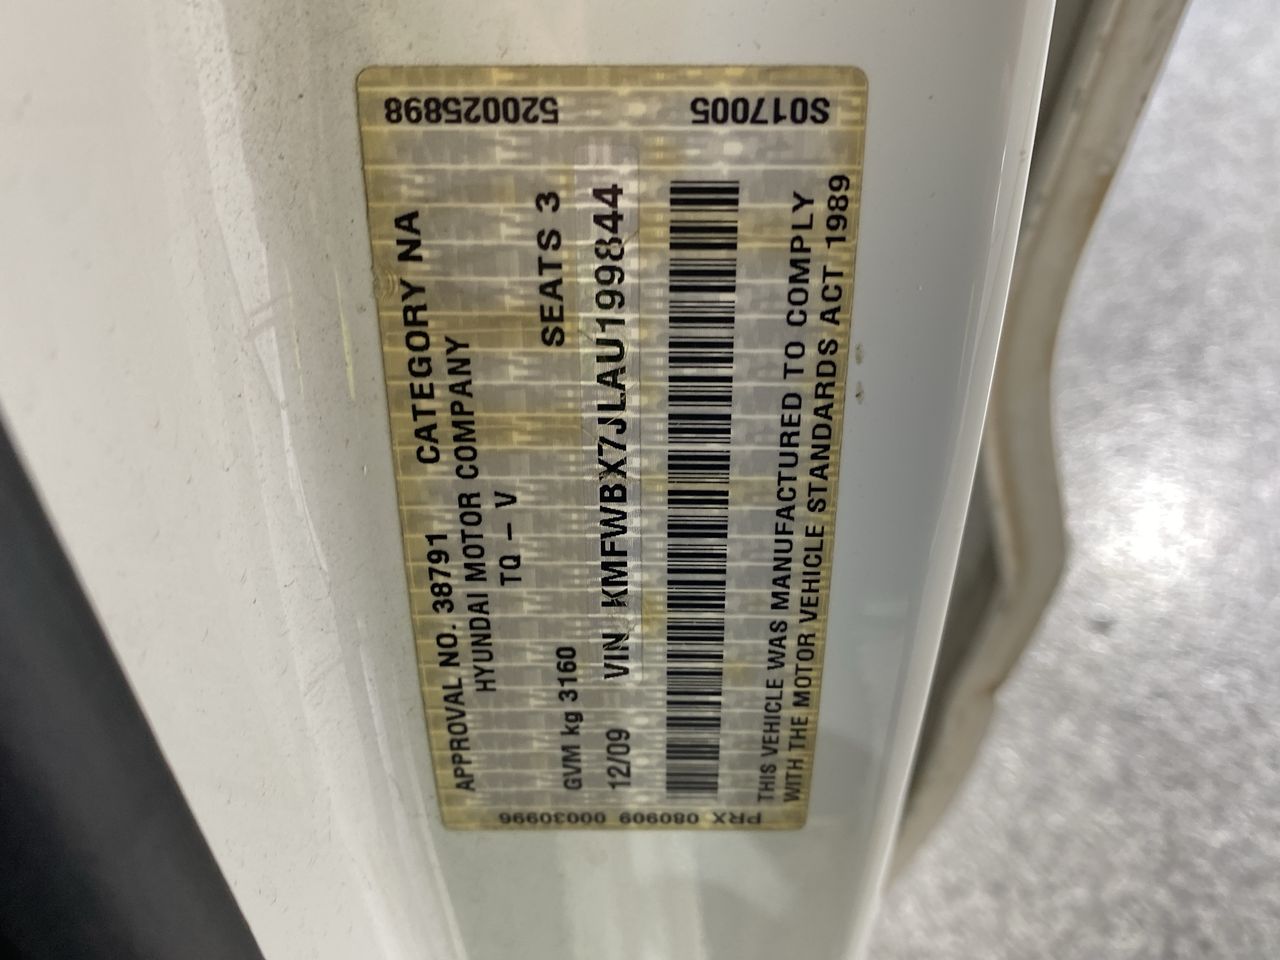 APPROVAL NO. 38791 CATEGORY NA
HYUNDAI MOTOR COMPANY
TQ – V
GVM kg 3160 SEATS 3
12/09 VIN KMFWBX7JLAU199844
THIS VEHICLE WAS MANUFACTURED TO COMPLY
WITH THE MOTOR VEHICLE STANDARDS ACT 1989
520025898 S017005
PRX 080909 00030996